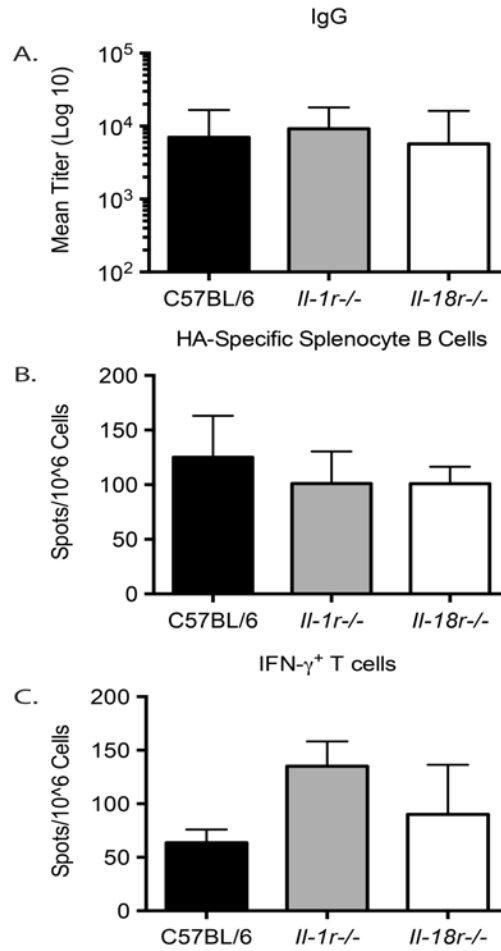 IgG
A.
Mean Titer (Log 10)
10^5
10^4
10^3
10^2
C57BL/6 Il-1r-/- Il-18r-/-
HA-Specific Splenocyte B Cells
B.
Spots/10^6 Cells
200
150
100
50
0
C57BL/6 Il-1r-/- Il-18r-/-
IFN-γ⁺ T cells
C.
Spots/10^6 Cells
200
150
100
50
0
C57BL/6 Il-1r-/- Il-18r-/-